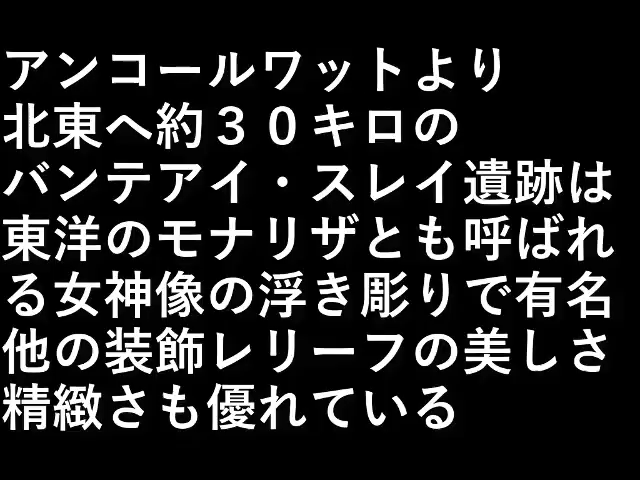 アンコールワットより
北東へ約３０キロの
バンテアイ・スレイ遺跡は
東洋のモナリザとも呼ばれ
る女神像の浮き彫りで有名
他の装飾レリーフの美しさ
精緻さも優れている